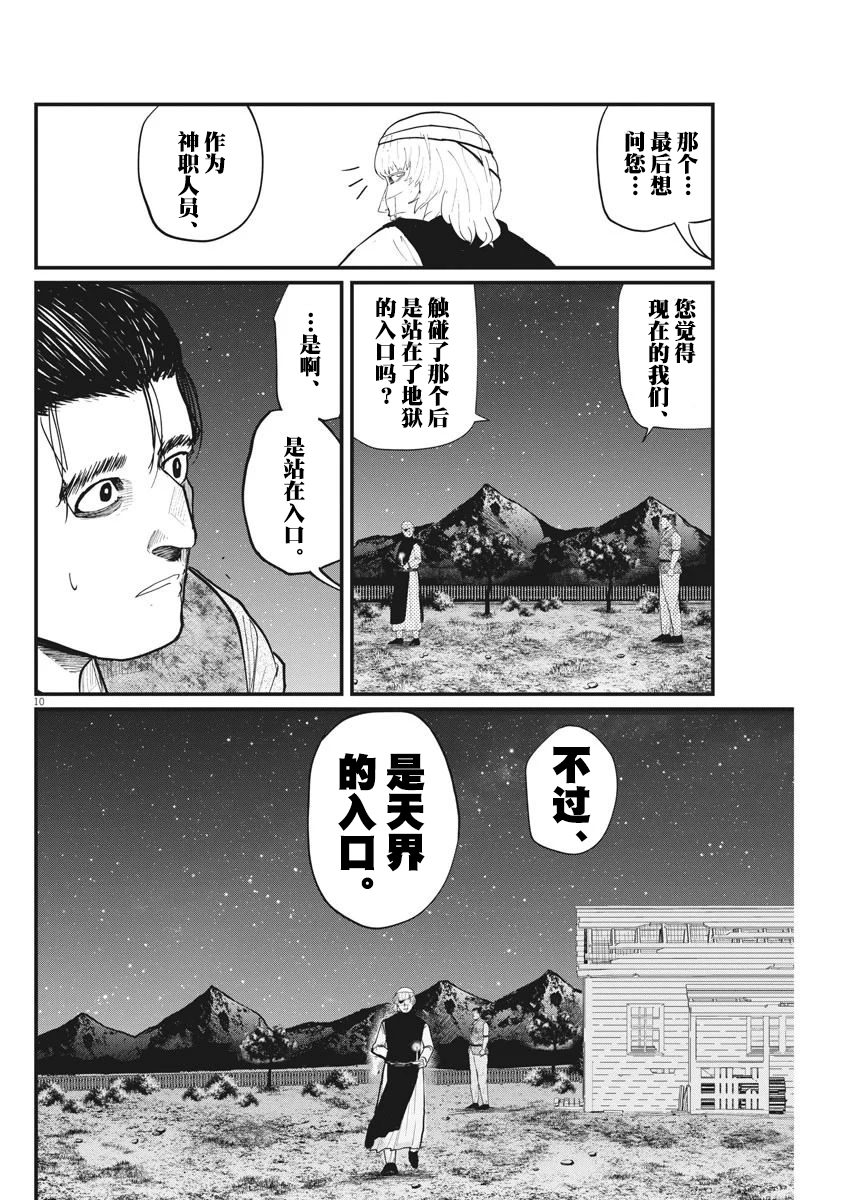 那个…
最后想
问您…
作为
神职人员、
您觉得
现在的我们、
触碰了那个后
是站在了地狱
的入口吗？
…是啊、
是站在入口。
10
不过、
是天界
的入口。